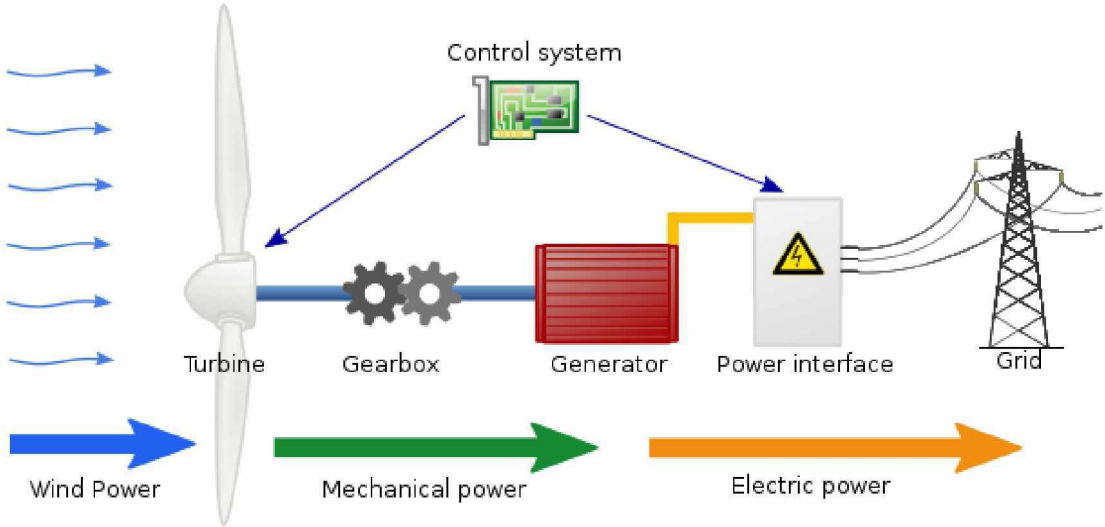 Control system
Turbine
Gearbox
Generator
Power interface
Grid
Wind Power
Mechanical power
Electric power